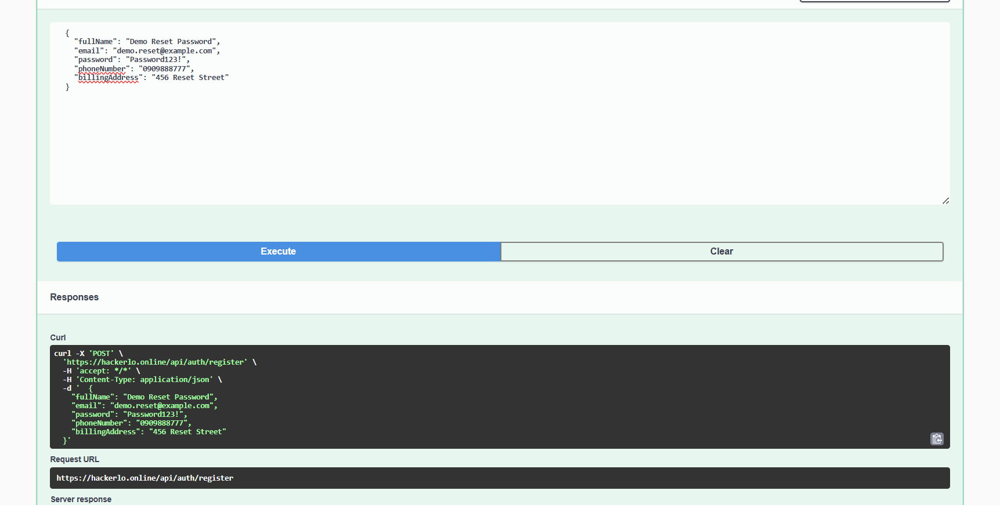 {
  "fullName": "Demo Reset Password",
  "email": "demo.reset@example.com",
  "password": "Password123!",
  "phoneNumber": "0909888777",
  "billingAddress": "456 Reset Street"
}
Execute
Clear
Responses
Curl
curl -X 'POST' \
  'https://hackerlo.online/api/auth/register' \
  -H 'accept: */*' \
  -H 'Content-Type: application/json' \
  -d '  {
    "fullName": "Demo Reset Password",
    "email": "demo.reset@example.com",
    "password": "Password123!",
    "phoneNumber": "0909888777",
    "billingAddress": "456 Reset Street"
  }'
Request URL
https://hackerlo.online/api/auth/register
Server response